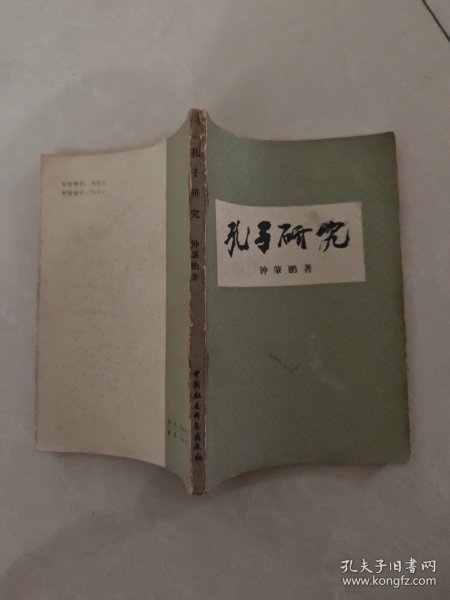 孔子研究
钟肇鹏著
孔子研究
钟肇鹏著
中国社会科学出版社
孔夫子旧书网
www.kongfz.com